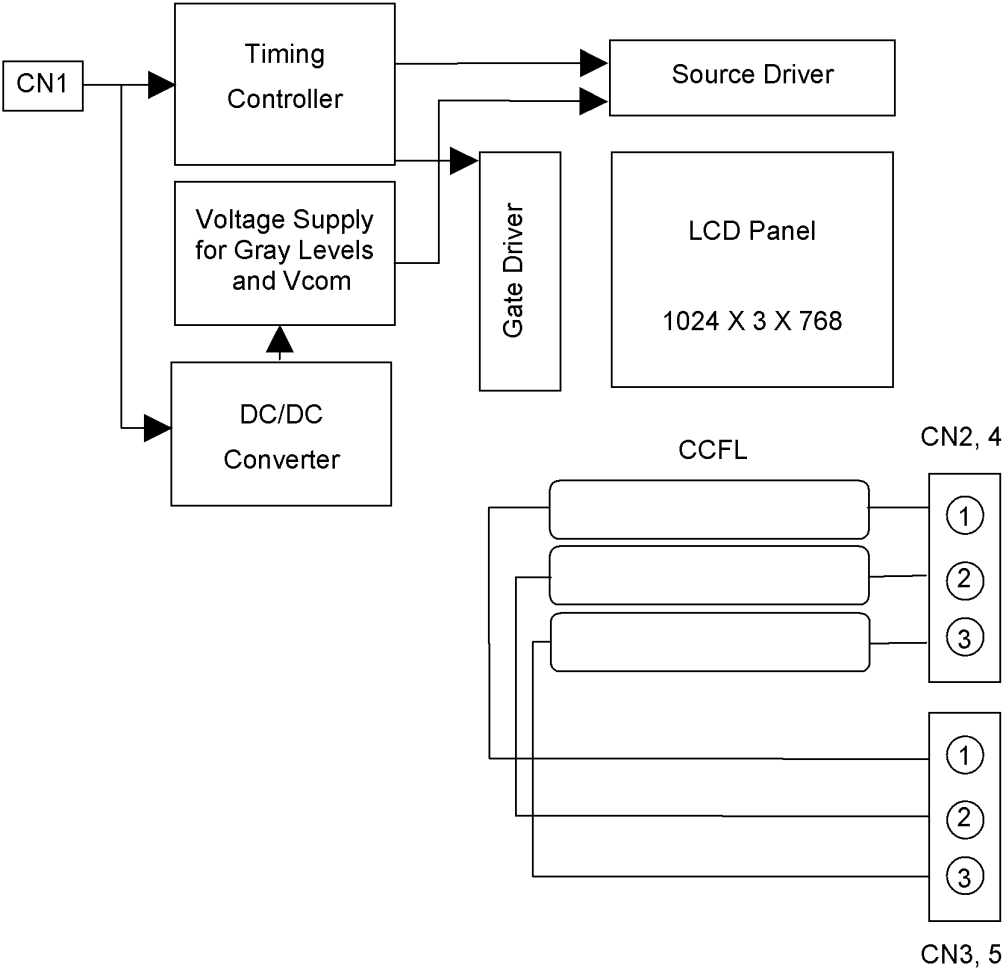 CN1
Timing
Controller
Source Driver
Voltage Supply
for Gray Levels
and Vcom
Gate Driver
LCD Panel
1024 X 3 X 768
DC/DC
Converter
CCFL
CN2, 4
1
2
3
1
2
3
CN3, 5